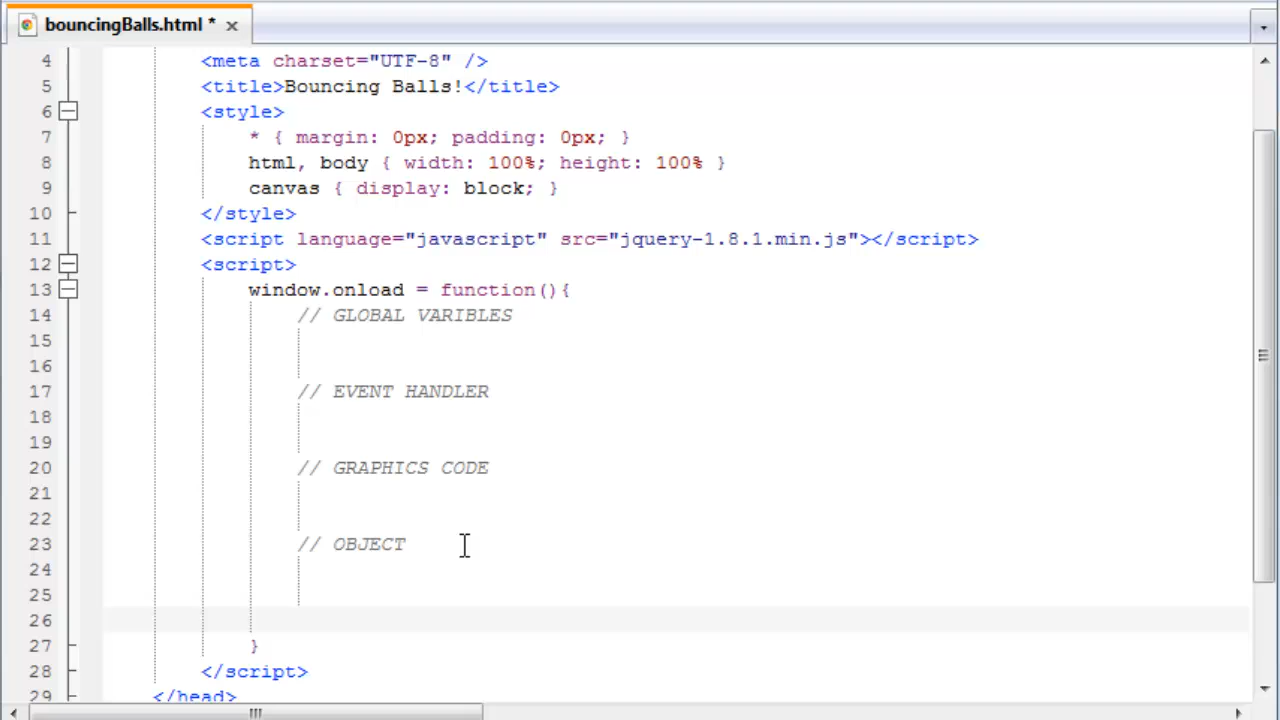 bouncingBalls.html *
4 <meta charset="UTF-8" />
5 <title>Bouncing Balls!</title>
6 <style>
7 * { margin: 0px; padding: 0px; }
8 html, body { width: 100%; height: 100% }
9 canvas { display: block; }
10 </style>
11 <script language="javascript" src="jquery-1.8.1.min.js"></script>
12 <script>
13 window.onload = function(){
14 // GLOBAL VARIBLES
15
16
17 // EVENT HANDLER
18
19
20 // GRAPHICS CODE
21
22
23 // OBJECT
24
25
26
27 }
28 </script>
29 </head>